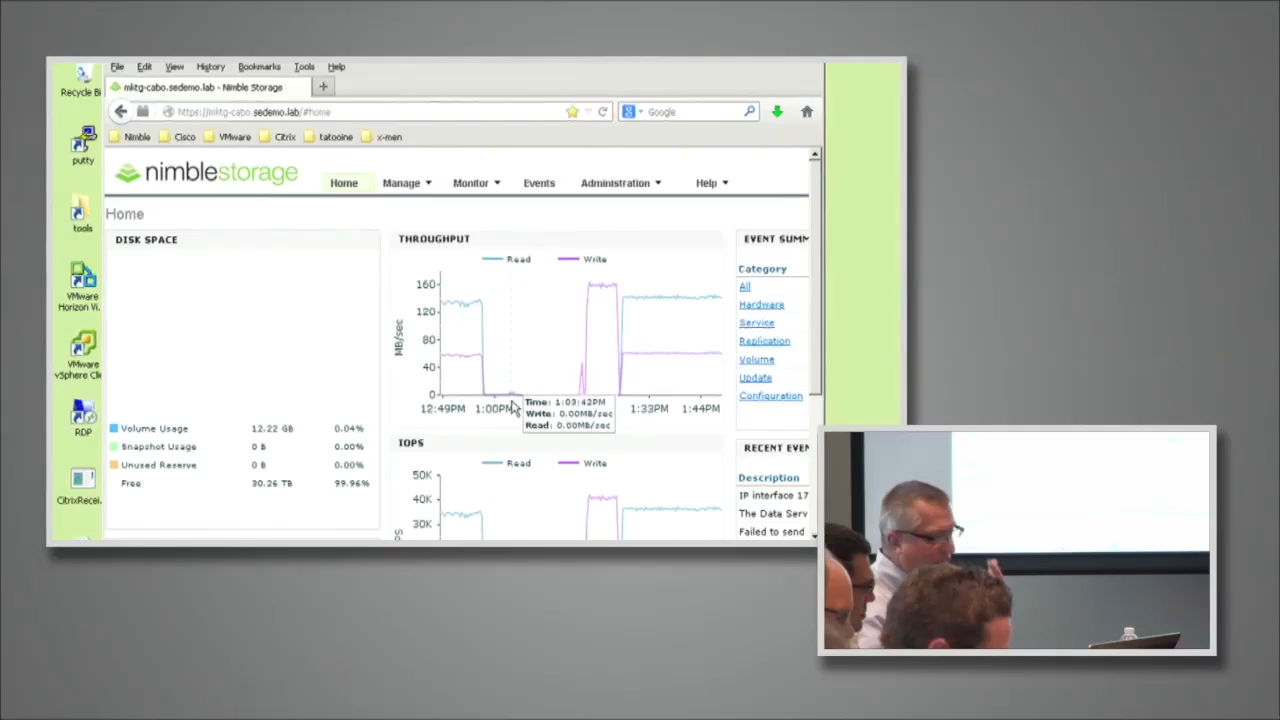 File Edit View History Bookmarks Tools Help
mktg-cabo.sedemo.lab - Nimble Storage
https://mktg-cabo.sedemo.lab/#home
Google
Nimble Cisco VMware Citrix tatooine x-men
nimblestorage
Home Manage Monitor Events Administration Help
Home
Recycle Bi
putty
tools
VMware
Horizon Vi...
VMware
vSphere Clie
RDP
CitrixRecei...
DISK SPACE
Volume Usage 12.22 GB 0.04%
Snapshot Usage 0 B 0.00%
Unused Reserve 0 B 0.00%
Free 30.26 TB 99.96%
THROUGHPUT
Read Write
MB/sec
160
120
80
40
0
12:49PM 1:00PM 1:33PM 1:44PM
Time: 1:03:42PM
Write: 0.00MB/sec
Read: 0.00MB/sec
IOPS
Read Write
50K
40K
30K
EVENT SUMM
Category
All
Hardware
Service
Replication
Volume
Update
Configuration
RECENT EVEN
Description
IP interface 17
The Data Serv
Failed to send